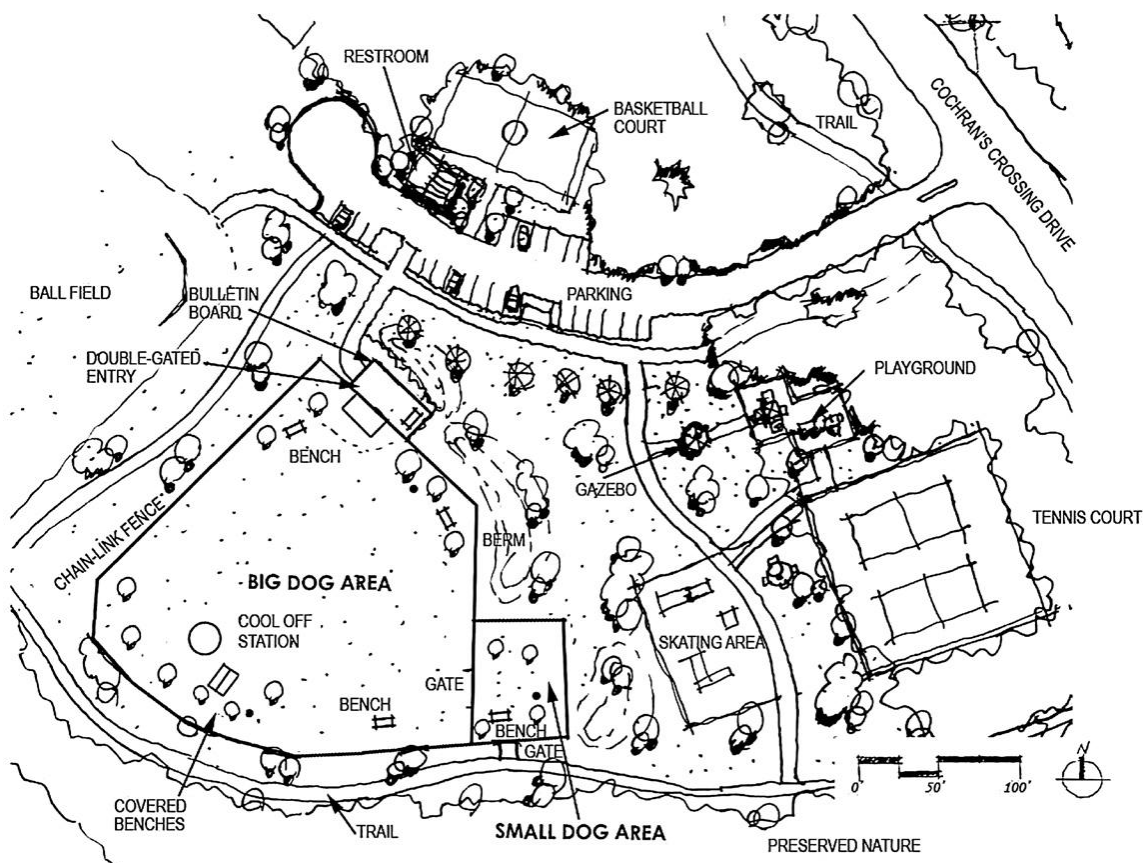 RESTROOM
BASKETBALL
COURT
TRAIL
COCHRAN'S CROSSING DRIVE
BALL FIELD
BULLETIN
BOARD
PARKING
DOUBLE-GATED
ENTRY
PLAYGROUND
BENCH
GAZEBO
CHAIN-LINK FENCE
BERM
TENNIS COURT
BIG DOG AREA
COOL OFF
STATION
SKATING AREA
GATE
BENCH
BENCH
GATE
N
0'
50'
100'
COVERED
BENCHES
TRAIL
SMALL DOG AREA
PRESERVED NATURE